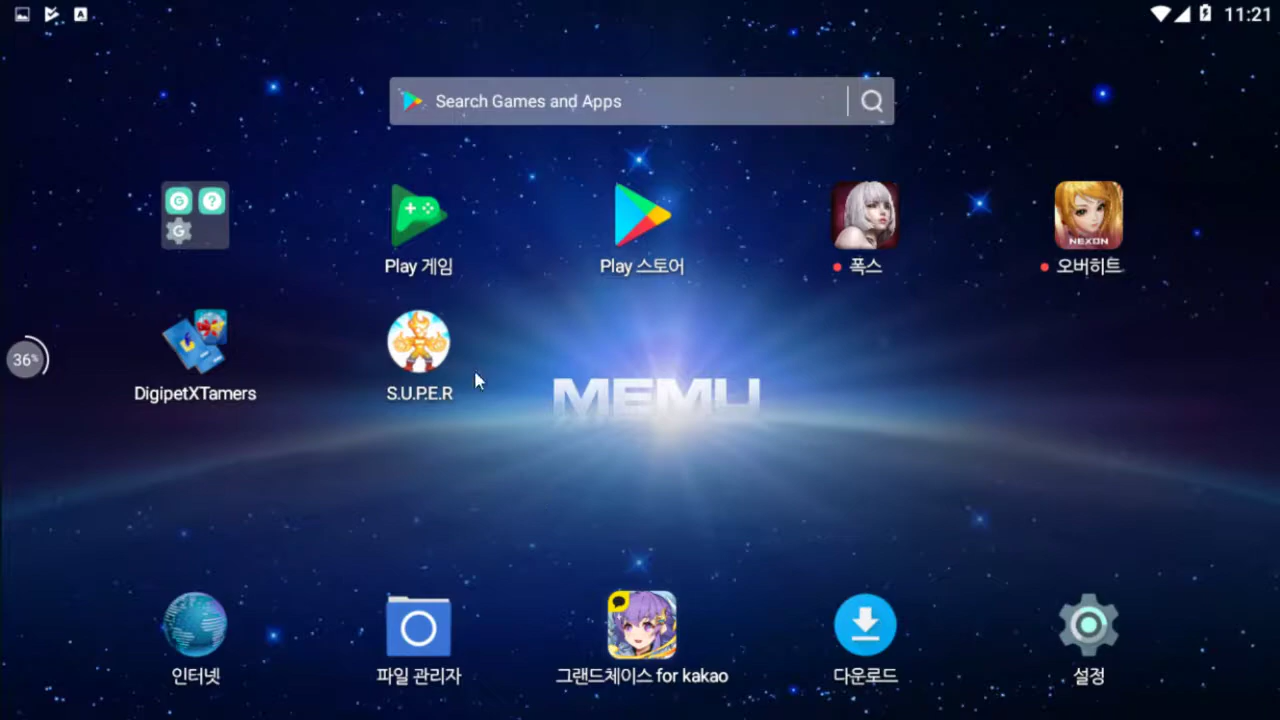 11:21
Search Games and Apps
G
?
G
Play 게임
Play 스토어
폭스
NEXON
오버히트
36%
DigipetXTamers
S.U.P.E.R
MEMU
인터넷
파일 관리자
그랜드체이스 for kakao
다운로드
설정